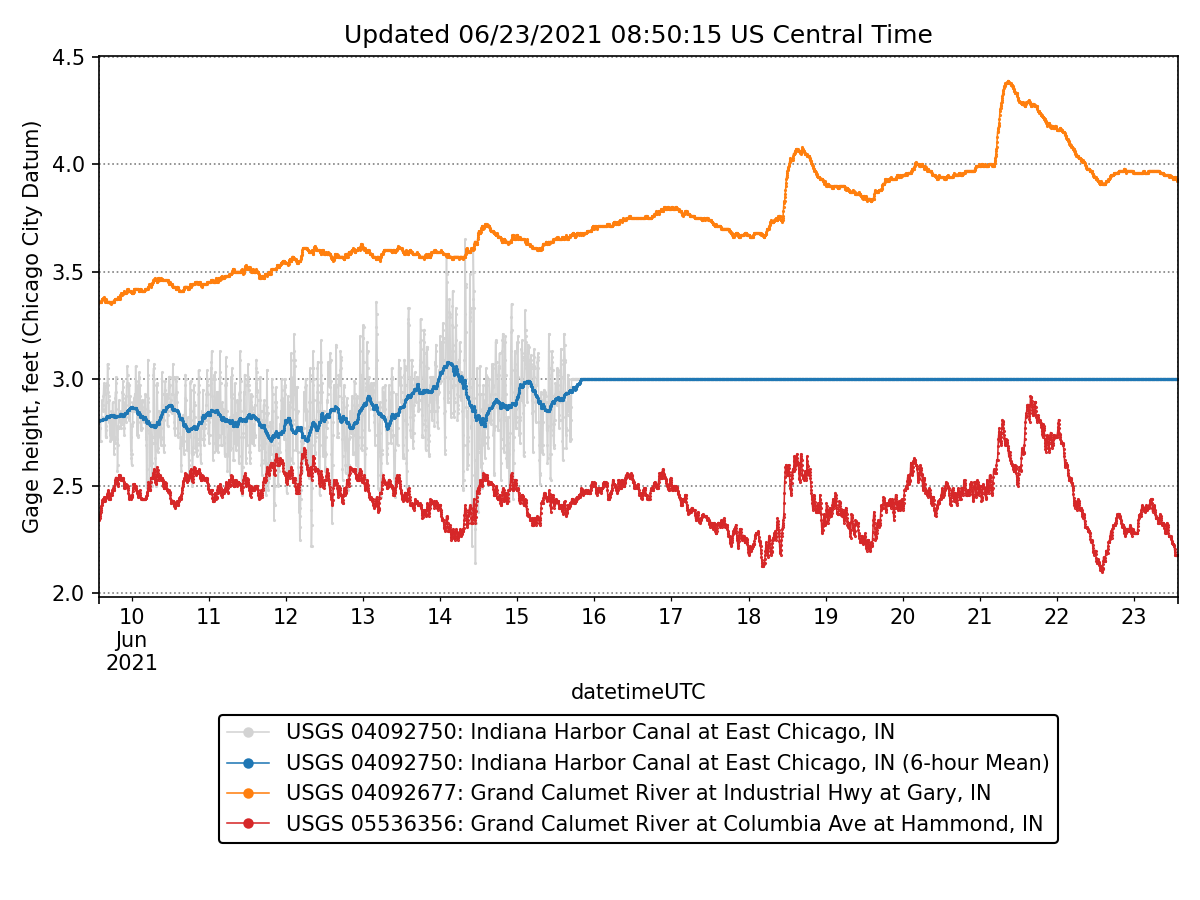 Updated 06/23/2021 08:50:15 US Central Time
Gage height, feet (Chicago City Datum)
4.5
4.0
3.5
3.0
2.5
2.0
10 11 12 13 14 15 16 17 18 19 20 21 22 23
Jun
2021
datetimeUTC
USGS 04092750: Indiana Harbor Canal at East Chicago, IN
USGS 04092750: Indiana Harbor Canal at East Chicago, IN (6-hour Mean)
USGS 04092677: Grand Calumet River at Industrial Hwy at Gary, IN
USGS 05536356: Grand Calumet River at Columbia Ave at Hammond, IN